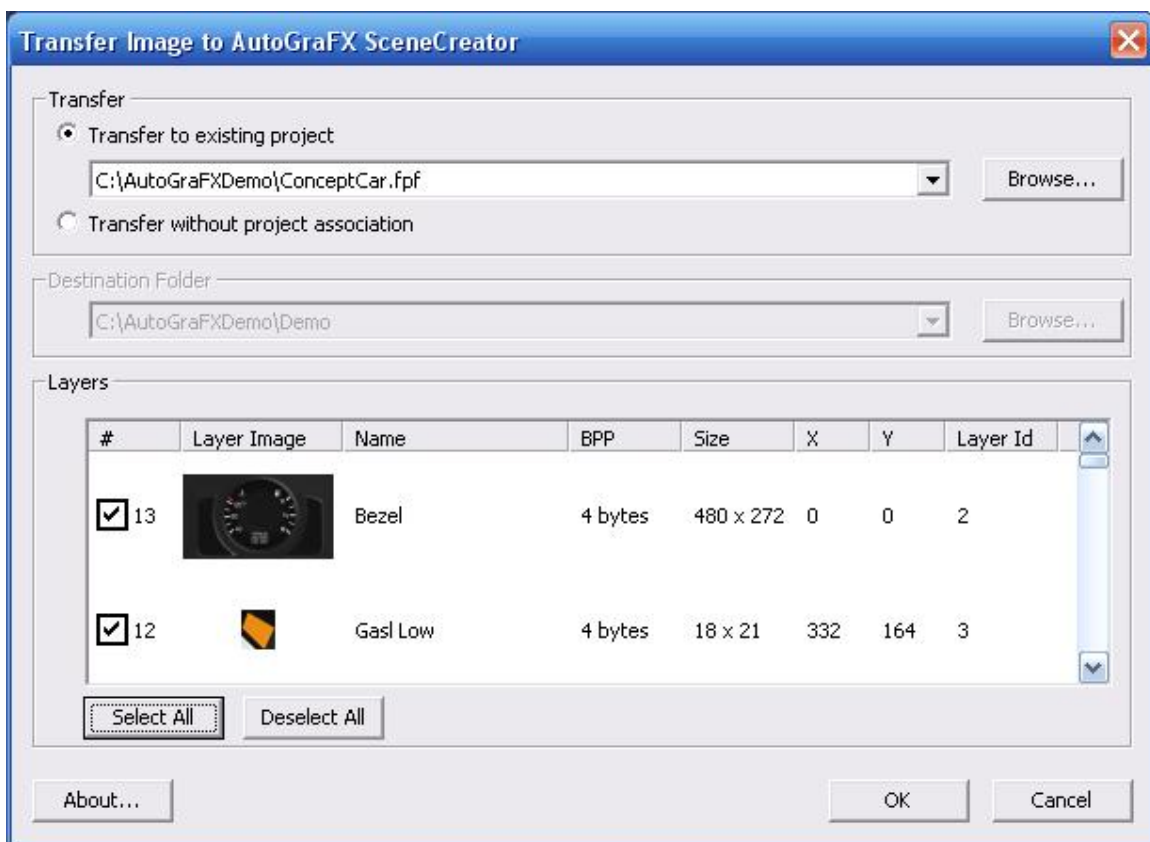 Transfer Image to AutoGraFX SceneCreator
Transfer
Transfer to existing project
C:\AutoGraFXDemo\ConceptCar.fpf
Browse...
Transfer without project association
Destination Folder
C:\AutoGraFXDemo\Demo
Browse...
Layers
# Layer Image Name BPP Size X Y Layer Id
13 Bezel 4 bytes 480 x 272 0 0 2
12 Gasl Low 4 bytes 18 x 21 332 164 3
Select All Deselect All
About... OK Cancel